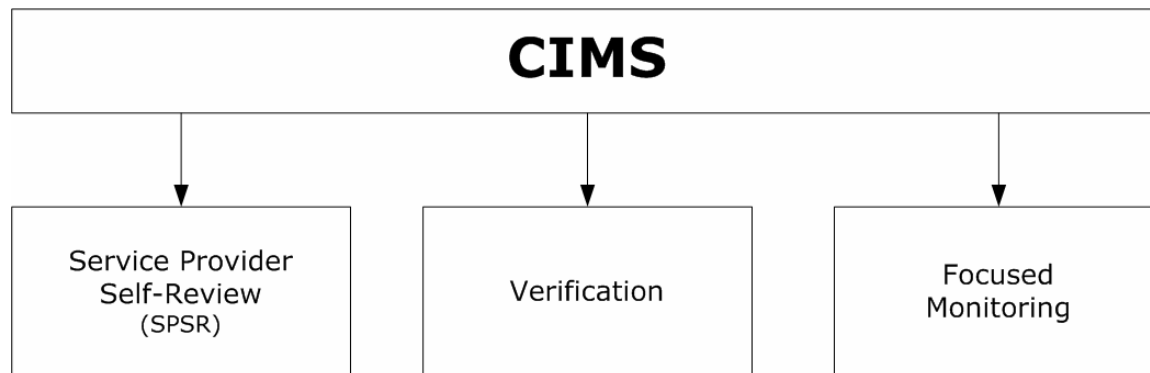 CIMS
Service Provider
Self-Review
(SPSR)
Verification
Focused
Monitoring